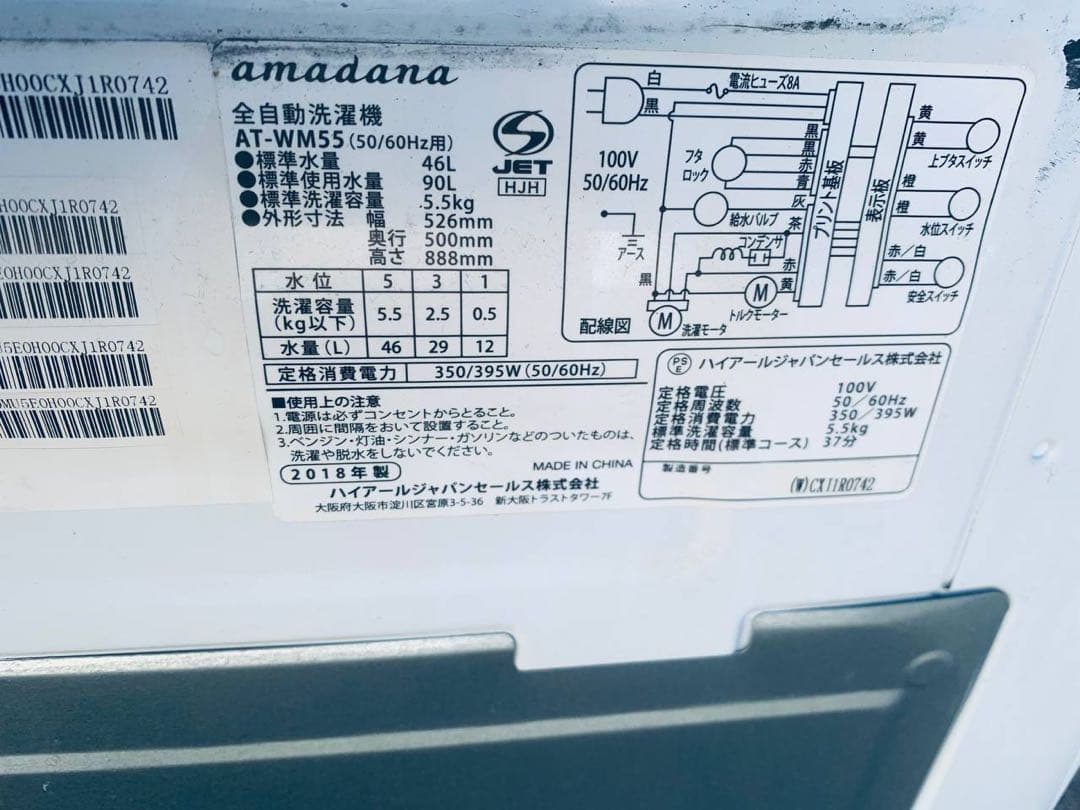 H00CXJ1R0742
H00CXJ1R0742
E0H00CXJ1R0742
U5E0H00CXJ1R0742
MU5E0H00CXJ1R0742
amadana
全自動洗濯機
AT-WM55(50/60Hz用)
●標準水量 46L
●標準使用水量 90L
●標準洗濯容量 5.5kg
●外形寸法 幅 526mm
奥行 500mm
高さ 888mm
JET
HJH
水位 5 3 1
洗濯容量(kg以下) 5.5 2.5 0.5
水量(L) 46 29 12
定格消費電力 350/395W(50/60Hz)
■使用上の注意
1.電源は必ずコンセントからとること。
2.周囲に間隔をおいて設置すること。
3.ベンジン・灯油・シンナー・ガソリンなどのついたものは、
洗濯や脱水をしないでください。
2018年製
MADE IN CHINA
ハイアールジャパンセールス株式会社
大阪府大阪市淀川区宮原3-5-36 新大阪トラストタワー7F
白
黒
電流ヒューズ8A
100V
50/60Hz
アース
フタロック
黒
黒
赤
青
灰
給水バルブ
茶
コンデンサ
赤
黄
黒
M
トルクモーター
M
洗濯モータ
配線図
プリント基板
表示板
黄
黄
上ブタスイッチ
橙
橙
水位スイッチ
赤/白
赤/白
安全スイッチ
PSE ハイアールジャパンセールス株式会社
定格電圧 100V
定格周波数 50/60Hz
定格消費電力 350/395W
標準洗濯容量 5.5kg
定格時間(標準コース) 37分
製造番号
(W)CXJ1R0742